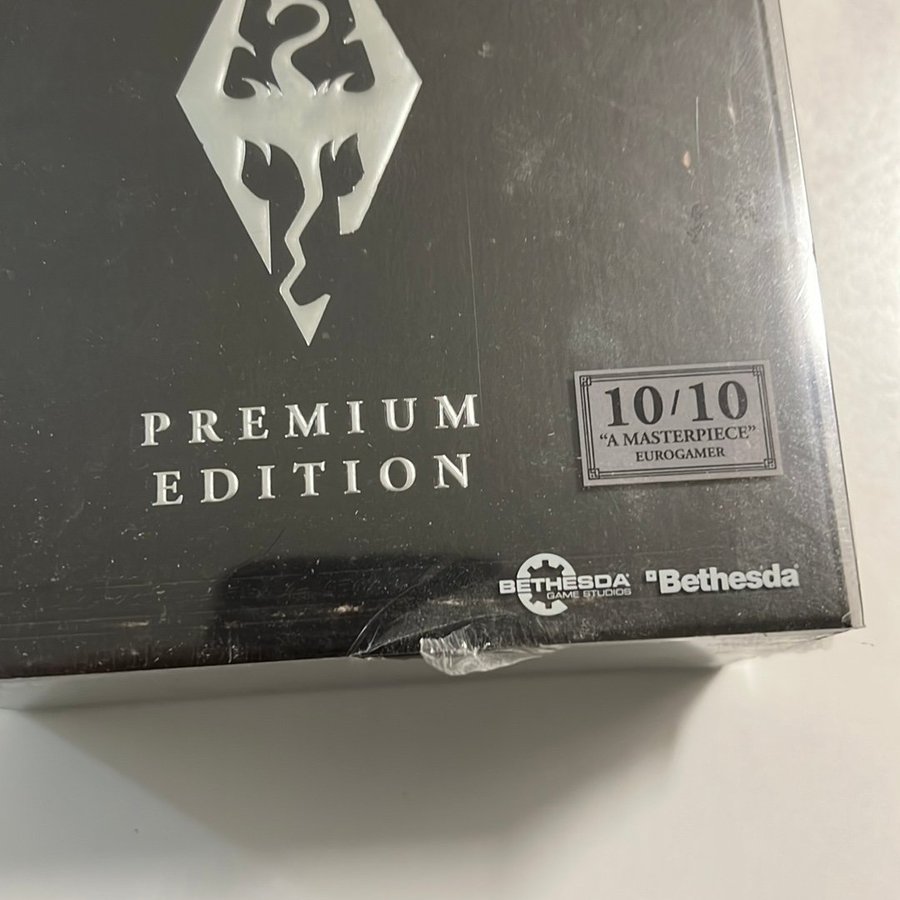 PREMIUM
EDITION
10/10
“A MASTERPIECE”
EUROGAMER
BETHESDA®
GAME STUDIOS
Bethesda